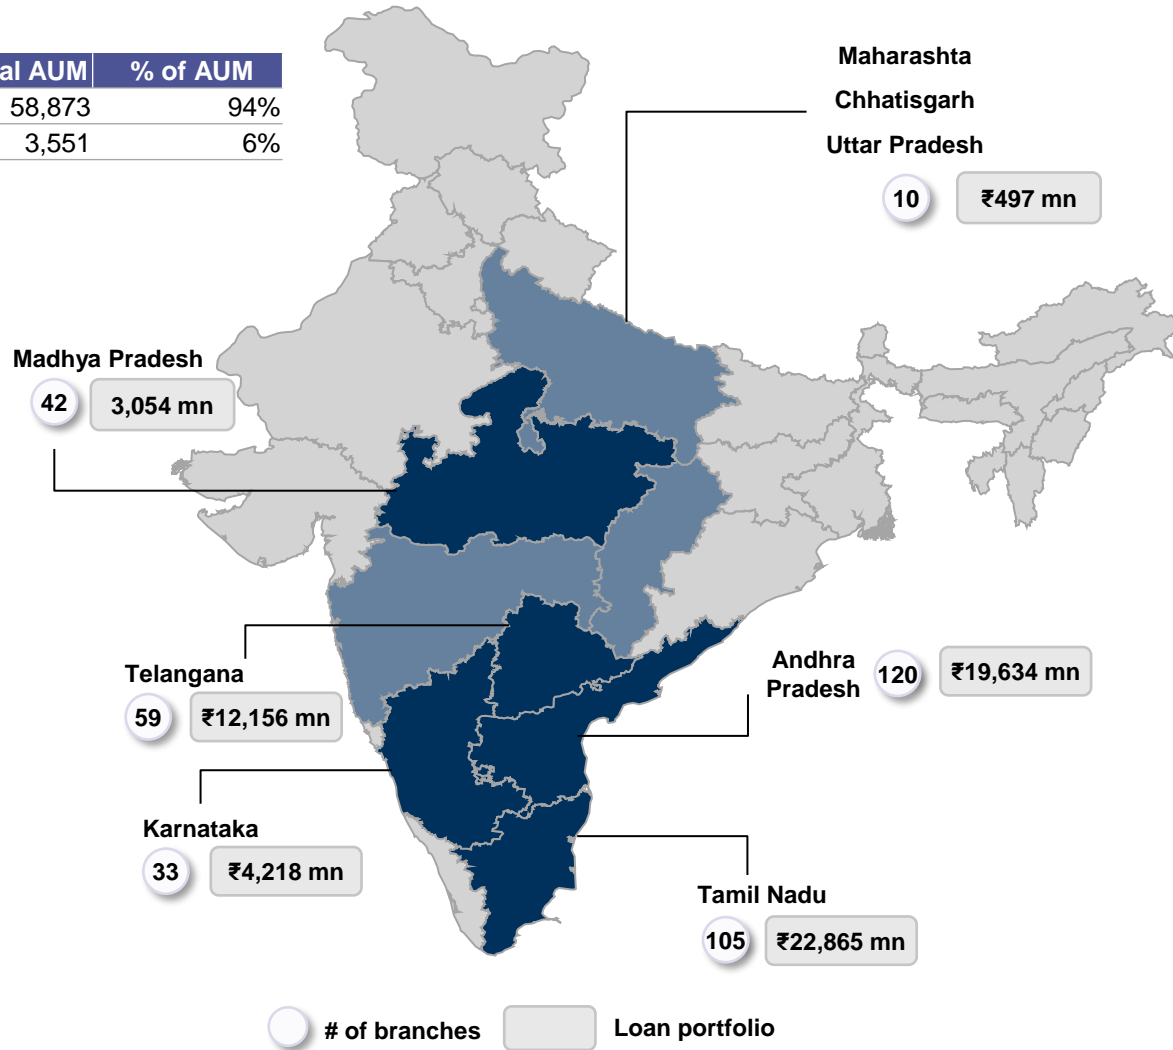 al AUM % of AUM
58,873 94%
3,551 6%
Maharashta
Chhatisgarh
Uttar Pradesh
10 ₹497 mn
Madhya Pradesh
42 3,054 mn
Telangana
59 ₹12,156 mn
Andhra
Pradesh
120 ₹19,634 mn
Karnataka
33 ₹4,218 mn
Tamil Nadu
105 ₹22,865 mn
# of branches Loan portfolio